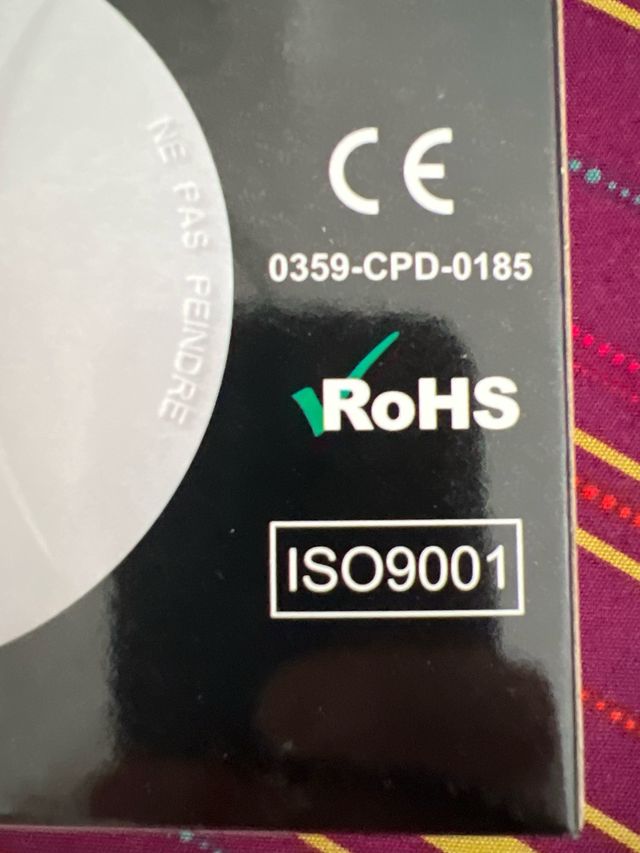 NE PAS PEINDRE
CE
0359-CPD-0185
RoHS
ISO9001